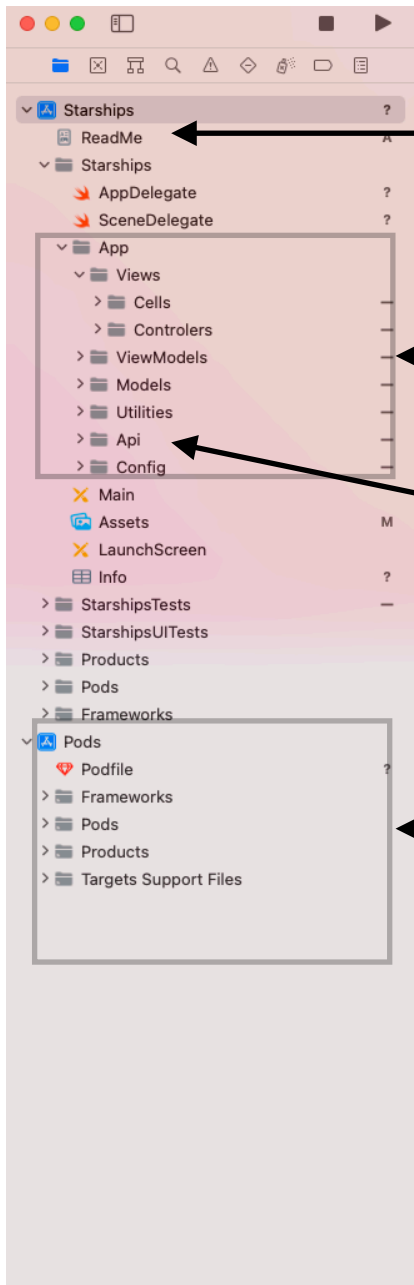 Starships ?
ReadMe A
Starships
AppDelegate ?
SceneDelegate ?
App
Views
Cells
Controlers
ViewModels
Models
Utilities
Api
Config
Main
Assets M
LaunchScreen
Info ?
StarshipsTests
StarshipsUITests
Products
Pods
Frameworks
Pods
Podfile ?
Frameworks
Pods
Products
Targets Support Files